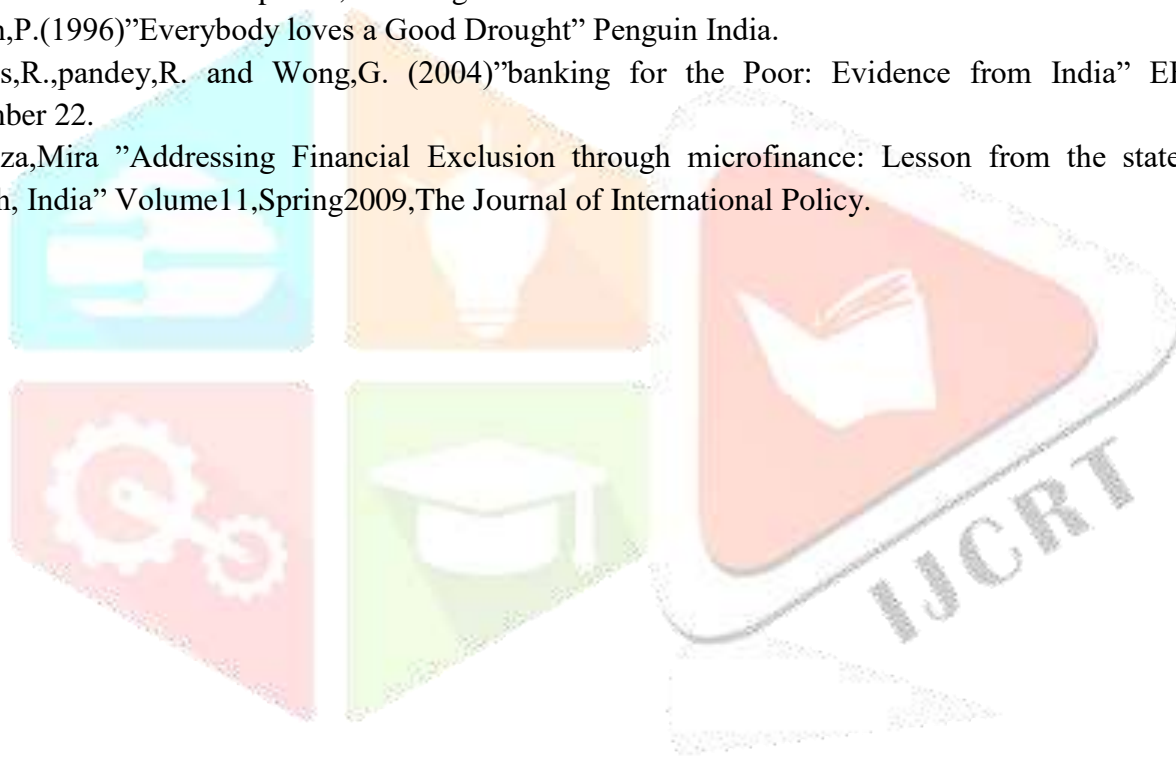 ,P.(1996)”Everybody loves a Good Drought” Penguin India.
s,R.,pandey,R. and Wong,G. (2004)”banking for the Poor: Evidence from India”
ber 22.
za,Mira ”Addressing Financial Exclusion through microfinance: Lesson from the state
h, India” Volume11,Spring2009,The Journal of International Policy.
IJCRT